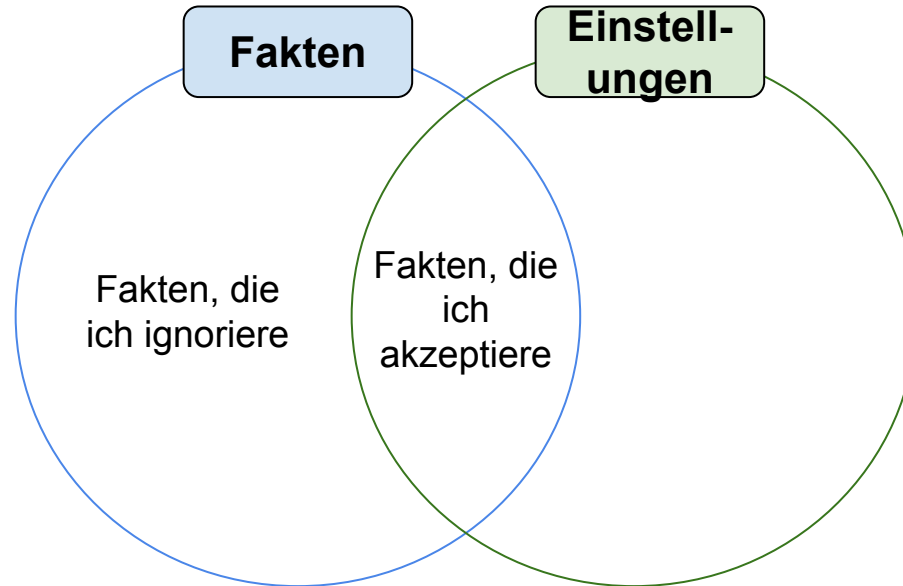 Fakten
Einstell-
ungen
Fakten, die
ich ignoriere
Fakten, die
ich
akzeptiere